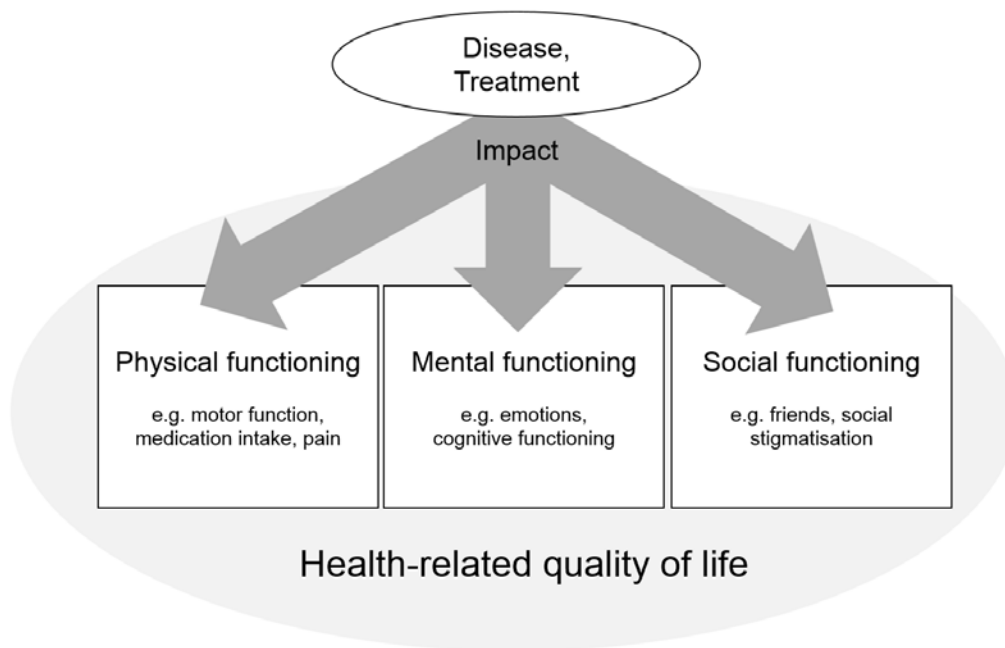 Disease,
Treatment
Impact
Physical functioning
e.g. motor function,
medication intake, pain
Mental functioning
e.g. emotions,
cognitive functioning
Social functioning
e.g. friends, social
stigmatisation
Health-related quality of life